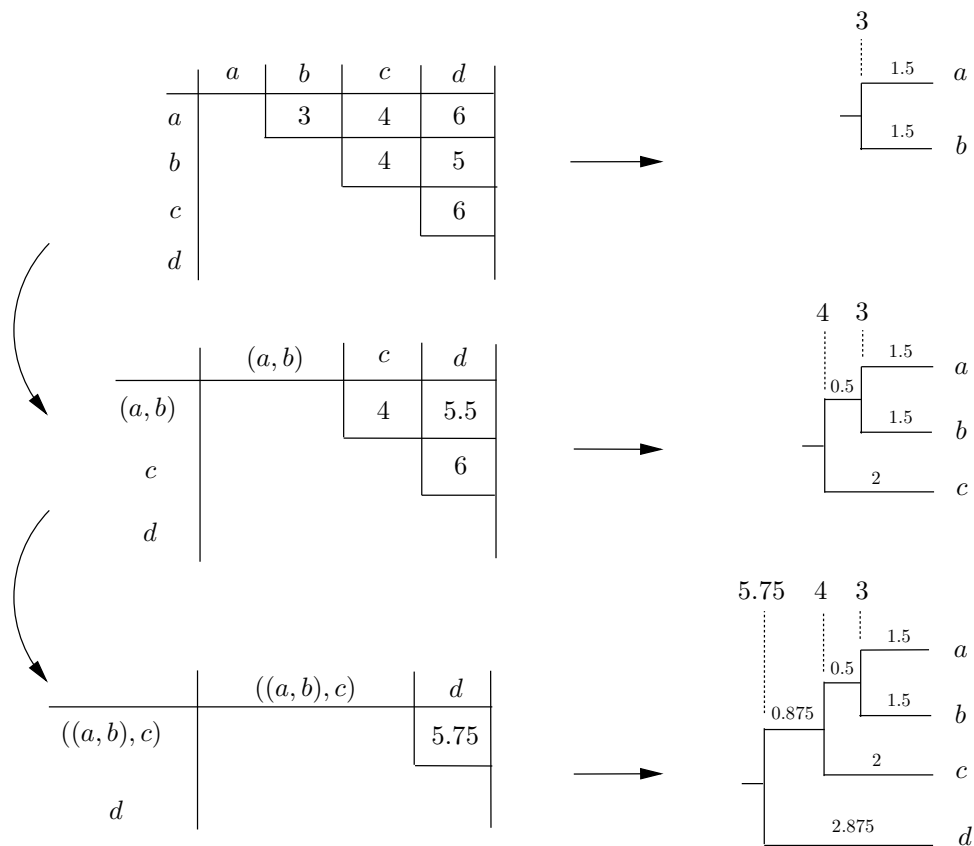 3
a b c d
1.5 a
a 3 4 6
b 4 5
1.5 b
c 6
d
4 3
(a, b) c d
1.5 a
0.5
(a, b) 4 5.5
1.5 b
c 6
2 c
d
5.75 4 3
1.5 a
0.5
((a, b), c) d
0.875 1.5 b
((a, b), c) 5.75
2 c
d
2.875 d